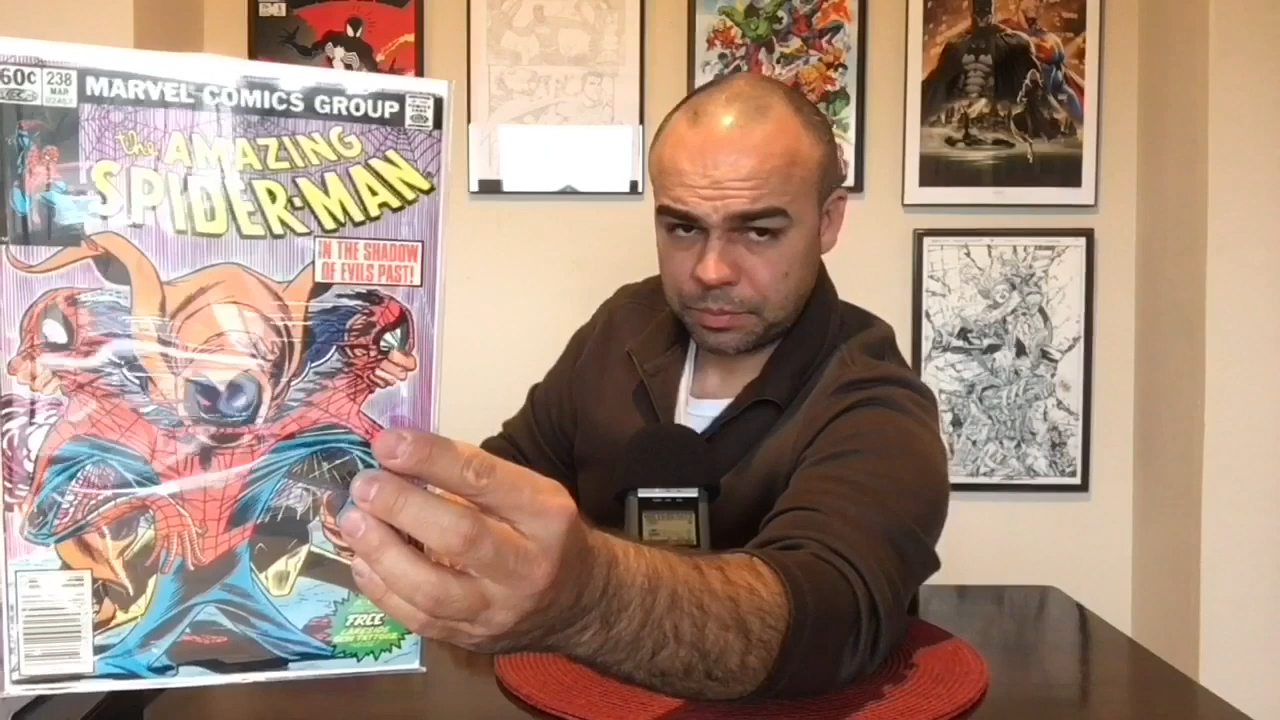 60¢
238
MAR
MARVEL COMICS GROUP
the AMAZING
SPIDER-MAN
IN THE SHADOW
OF EVILS PAST!
FREE